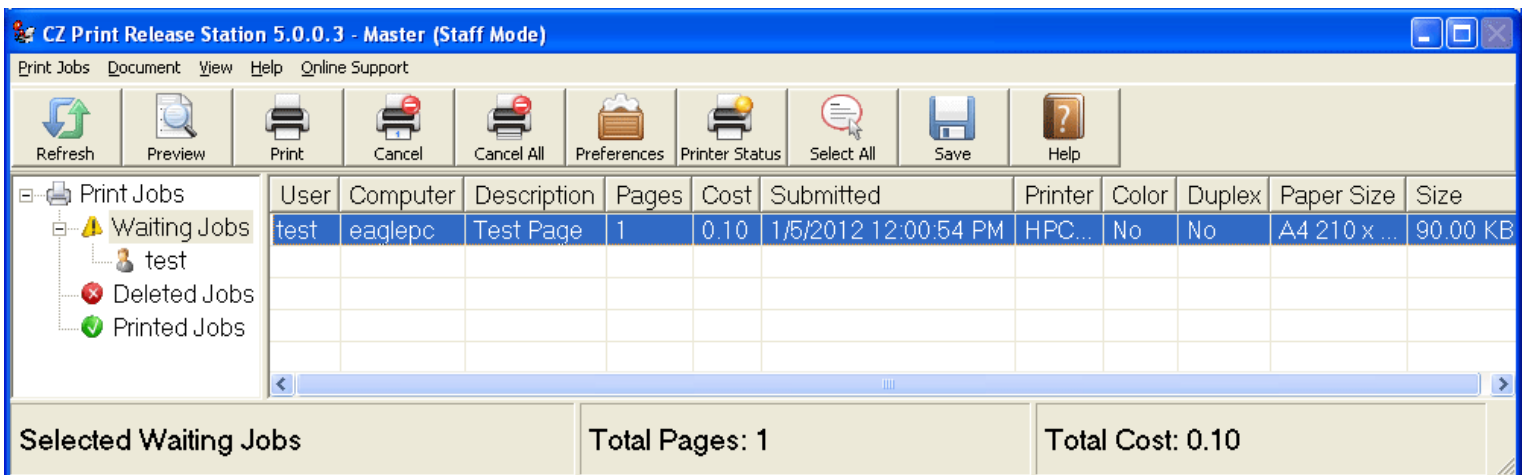 CZ Print Release Station 5.0.0.3 - Master (Staff Mode)
Print Jobs Document View Help Online Support
Refresh Preview Print Cancel Cancel All Preferences Printer Status Select All Save Help
Print Jobs
Waiting Jobs
test
Deleted Jobs
Printed Jobs
User Computer Description Pages Cost Submitted Printer Color Duplex Paper Size Size
test eaglepc Test Page 1 0.10 1/5/2012 12:00:54 PM HPC... No No A4 210 x ... 90.00 KB
Selected Waiting Jobs Total Pages: 1 Total Cost: 0.10